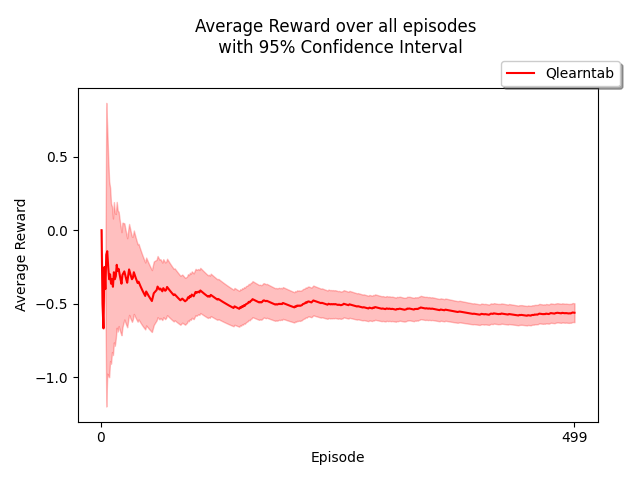 Average Reward over all episodes
with 95% Confidence Interval
Qlearntab
0.5
0.0
−0.5
−1.0
Average Reward
0
499
Episode